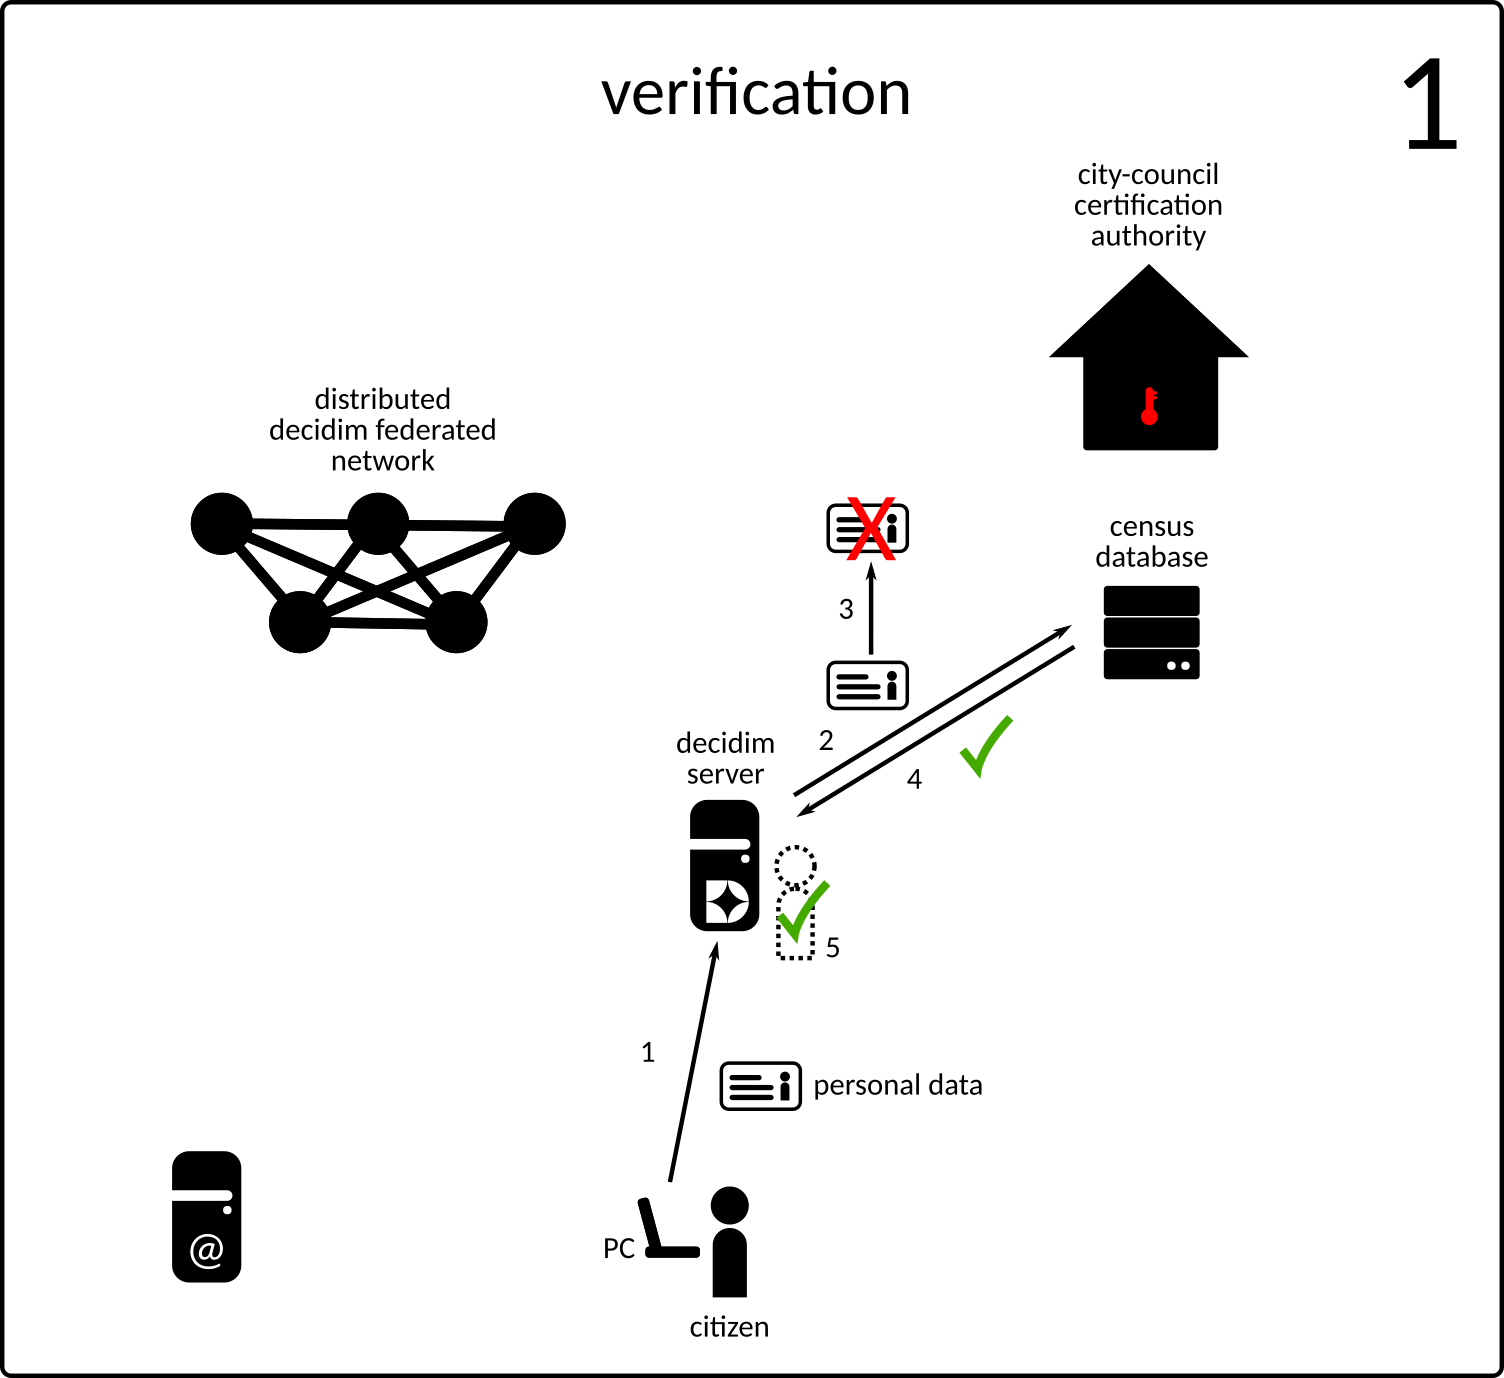 verification
1
city-council
certification
authority
distributed
decidim federated
network
census
database
3
2
decidim
server
4
5
1
personal data
@
PC
citizen